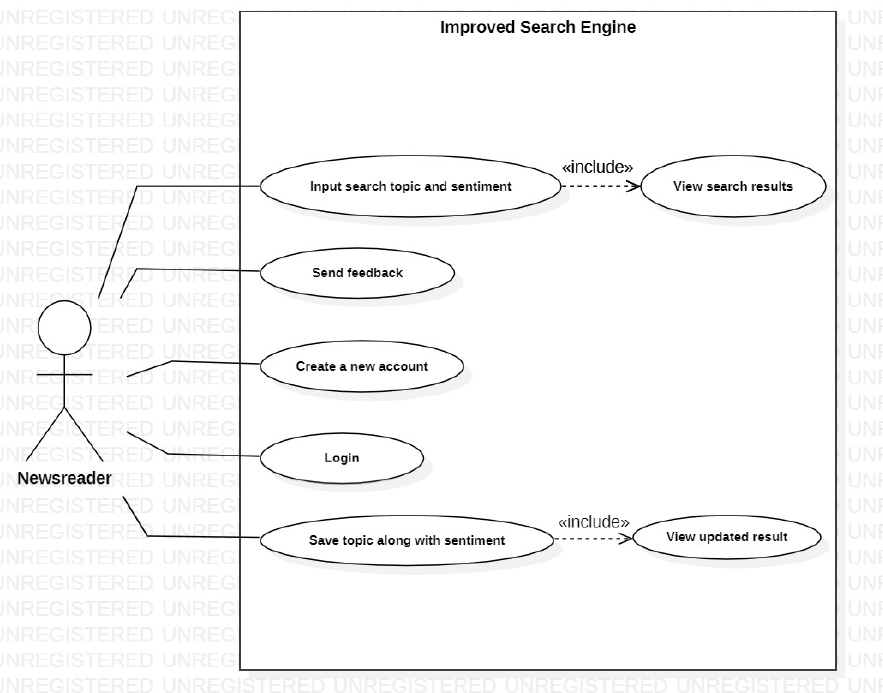 Improved Search Engine
Input search topic and sentiment
«include»
View search results
Send feedback
Create a new account
Login
Newsreader
Save topic along with sentiment
«include»
View updated result
UNREGISTERED UNREGISTERED UNREGISTERED UNREGISTERED UNREGISTERED UN